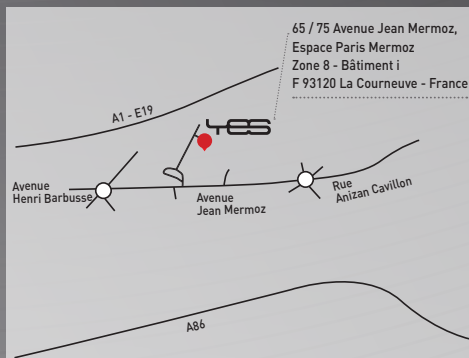 65 / 75 Avenue Jean Mermoz,
Espace Paris Mermoz
Zone 8 - Bâtiment i
F 93120 La Courneuve - France
A1 - E19
YES
Avenue
Henri Barbusse
Avenue
Jean Mermoz
Rue
Anizan Cavillon
A86